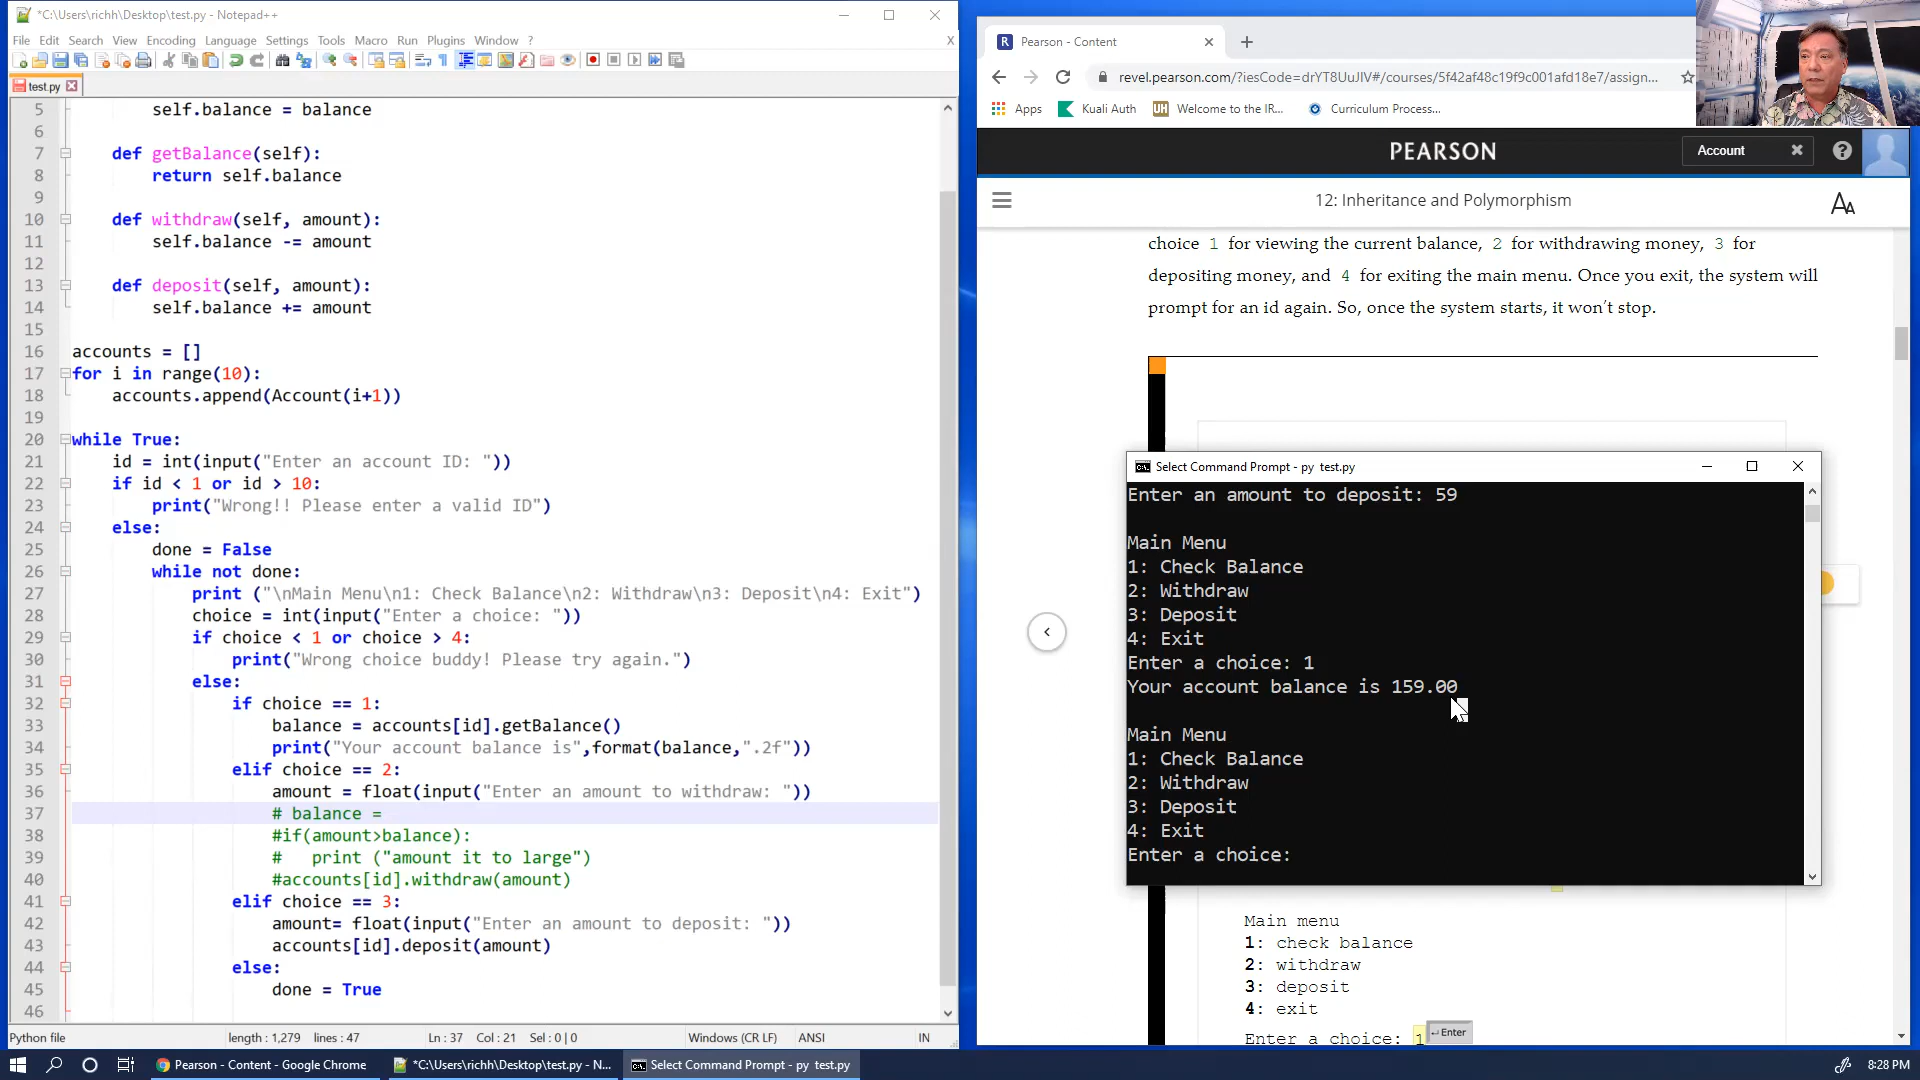 *C:\Users\richh\Desktop\test.py - Notepad++
File Edit Search View Encoding Language Settings Tools Macro Run Plugins Window ? X
test.py
5 self.balance = balance
6
7 def getBalance(self):
8 return self.balance
9
10 def withdraw(self, amount):
11 self.balance -= amount
12
13 def deposit(self, amount):
14 self.balance += amount
15
16 accounts = []
17 for i in range(10):
18 accounts.append(Account(i+1))
19
20 while True:
21 id = int(input("Enter an account ID: "))
22 if id < 1 or id > 10:
23 print("Wrong!! Please enter a valid ID")
24 else:
25 done = False
26 while not done:
27 print ("\nMain Menu\n1: Check Balance\n2: Withdraw\n3: Deposit\n4: Exit")
28 choice = int(input("Enter a choice: "))
29 if choice < 1 or choice > 4:
30 print("Wrong choice buddy! Please try again.")
31 else:
32 if choice == 1:
33 balance = accounts[id].getBalance()
34 print("Your account balance is",format(balance,".2f"))
35 elif choice == 2:
36 amount = float(input("Enter an amount to withdraw: "))
37 # balance =
38 #if(amount>balance):
39 # print ("amount it to large")
40 #accounts[id].withdraw(amount)
41 elif choice == 3:
42 amount= float(input("Enter an amount to deposit: "))
43 accounts[id].deposit(amount)
44 else:
45 done = True
46
Python file length : 1,279 lines : 47 Ln : 37 Col : 21 Sel : 0 | 0 Windows (CR LF) ANSI IN
Pearson - Content
revel.pearson.com/?iesCode=drYT8UuJlV#/courses/5f42af48c19f9c001afd18e7/assign...
Apps Kuali Auth UH Welcome to the IR... Curriculum Process...
PEARSON
Account
12: Inheritance and Polymorphism
AA
choice 1 for viewing the current balance, 2 for withdrawing money, 3 for
depositing money, and 4 for exiting the main menu. Once you exit, the system will
prompt for an id again. So, once the system starts, it won't stop.
Select Command Prompt - py test.py
Enter an amount to deposit: 59
Main Menu
1: Check Balance
2: Withdraw
3: Deposit
4: Exit
Enter a choice: 1
Your account balance is 159.00
Main Menu
1: Check Balance
2: Withdraw
3: Deposit
4: Exit
Enter a choice:
Main menu
1: check balance
2: withdraw
3: deposit
4: exit
Enter a choice: 1 Enter
Pearson - Content - Google Chrome
*C:\Users\richh\Desktop\test.py - N...
Select Command Prompt - py test.py
8:28 PM